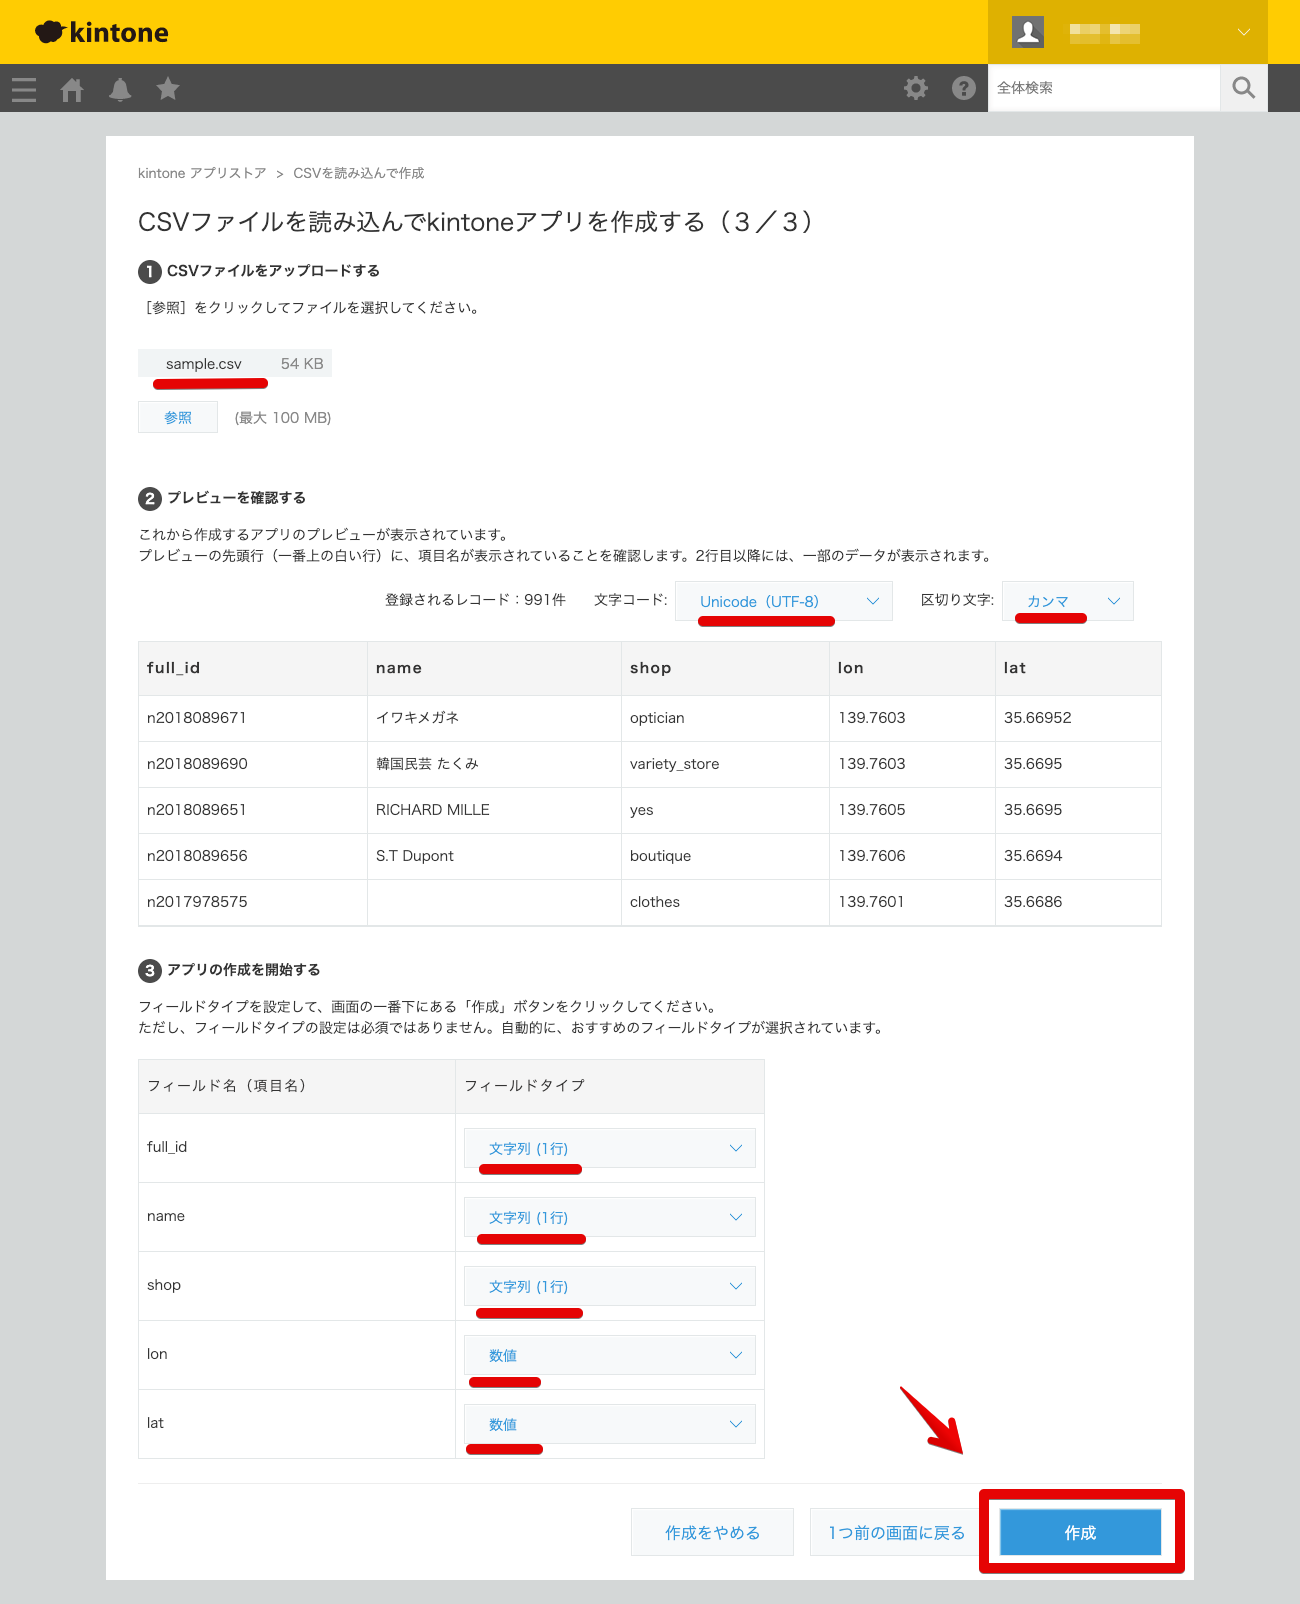 kintone
全体検索
kintone アプリストア > CSVを読み込んで作成
CSVファイルを読み込んでkintoneアプリを作成する（３／３）
1 CSVファイルをアップロードする
［参照］をクリックしてファイルを選択してください。
sample.csv 54 KB
参照 (最大 100 MB)
2 プレビューを確認する
これから作成するアプリのプレビューが表示されています。
プレビューの先頭行（一番上の白い行）に、項目名が表示されていることを確認します。2行目以降には、一部のデータが表示されます。
登録されるレコード：991件 文字コード: Unicode（UTF-8） 区切り文字: カンマ
full_id name shop lon lat
n2018089671 イワキメガネ optician 139.7603 35.66952
n2018089690 韓国民芸 たくみ variety_store 139.7603 35.6695
n2018089651 RICHARD MILLE yes 139.7605 35.6695
n2018089656 S.T Dupont boutique 139.7606 35.6694
n2017978575 clothes 139.7601 35.6686
3 アプリの作成を開始する
フィールドタイプを設定して、画面の一番下にある「作成」ボタンをクリックしてください。
ただし、フィールドタイプの設定は必須ではありません。自動的に、おすすめのフィールドタイプが選択されています。
フィールド名（項目名） フィールドタイプ
full_id 文字列 (1行)
name 文字列 (1行)
shop 文字列 (1行)
lon 数値
lat 数値
作成をやめる 1つ前の画面に戻る 作成